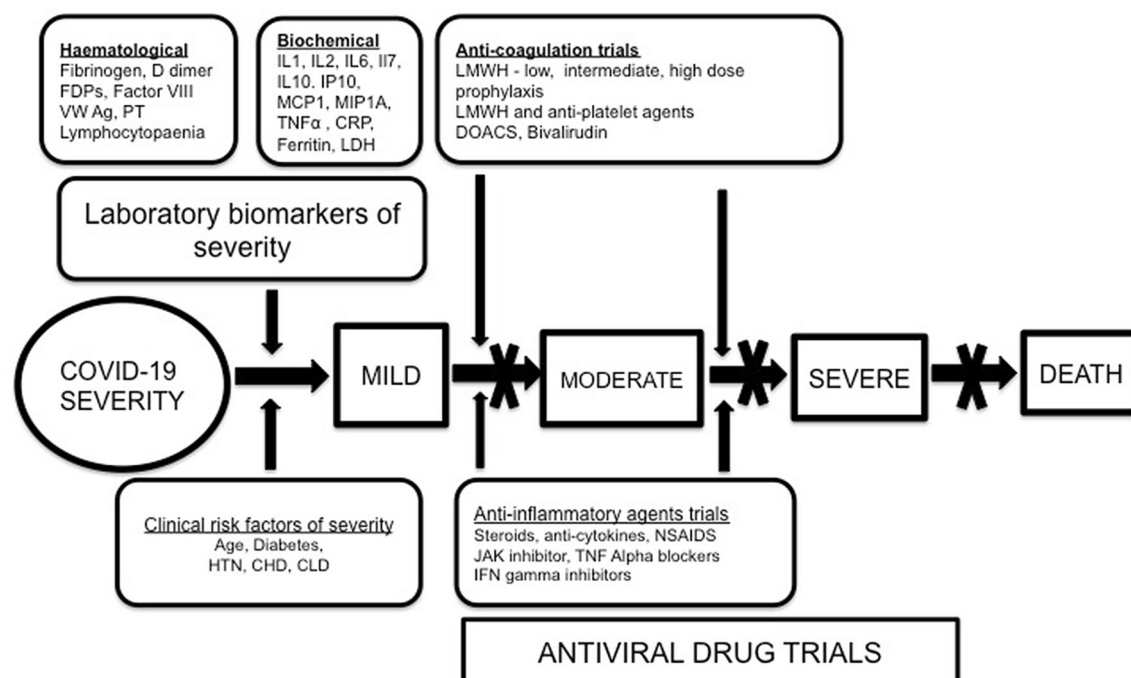 Haematological
Fibrinogen, D dimer
FDPs, Factor VIII
VW Ag, PT
Lymphocytopaenia
Biochemical
IL1, IL2, IL6, Il7,
IL10. IP10,
MCP1, MIP1A,
TNFα , CRP,
Ferritin, LDH
Anti-coagulation trials
LMWH - low, intermediate, high dose
prophylaxis
LMWH and anti-platelet agents
DOACS, Bivalirudin
Laboratory biomarkers of
severity
COVID-19
SEVERITY
MILD
MODERATE
SEVERE
DEATH
Clinical risk factors of severity
Age, Diabetes,
HTN, CHD, CLD
Anti-inflammatory agents trials
Steroids, anti-cytokines, NSAIDS
JAK inhibitor, TNF Alpha blockers
IFN gamma inhibitors
ANTIVIRAL DRUG TRIALS